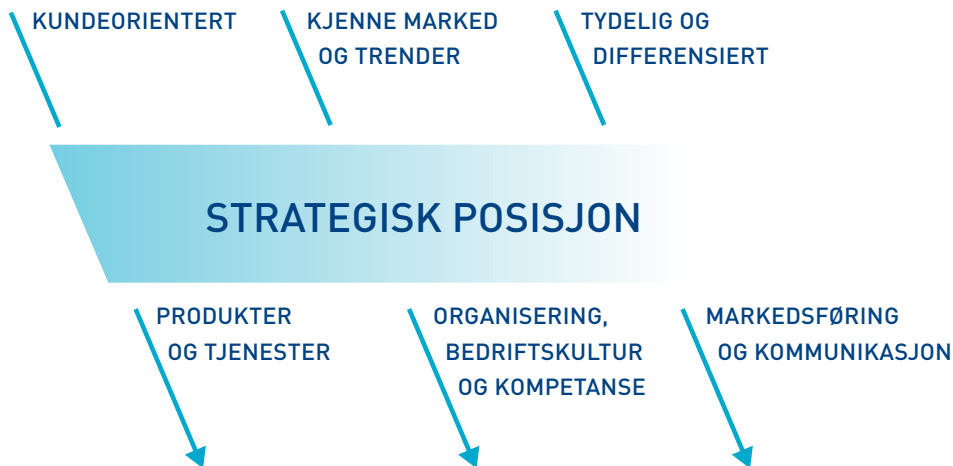 KUNDEORIENTERT
KJENNE MARKED
OG TRENDER
TYDELIG OG
DIFFERENSIERT
STRATEGISK POSISJON
PRODUKTER
OG TJENESTER
ORGANISERING,
BEDRIFTSKULTUR
OG KOMPETANSE
MARKEDSFØRING
OG KOMMUNIKASJON